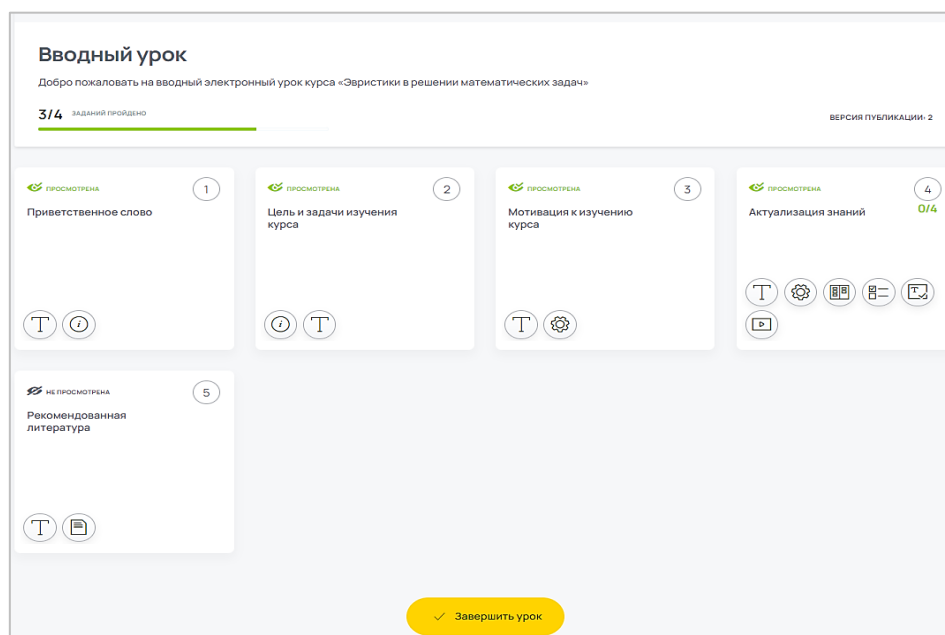 Вводный урок
Добро пожаловать на вводный электронный урок курса «Эвристики в решении математических задач»
3/4 ЗАДАНИЙ ПРОЙДЕНО
ВЕРСИЯ ПУБЛИКАЦИИ: 2
ПРОСМОТРЕНА 1
Приветственное слово
ПРОСМОТРЕНА 2
Цель и задачи изучения
курса
ПРОСМОТРЕНА 3
Мотивация к изучению
курса
ПРОСМОТРЕНА 4
Актуализация знаний 0/4
НЕ ПРОСМОТРЕНА 5
Рекомендованная
литература
Завершить урок